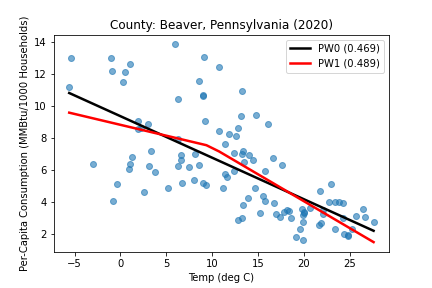 County: Beaver, Pennsylvania (2020)
Per-Capita Consumption (MMBtu/1000 Households)
14
12
10
8
6
4
2
PW0 (0.469)
PW1 (0.489)
−5 0 5 10 15 20 25
Temp (deg C)